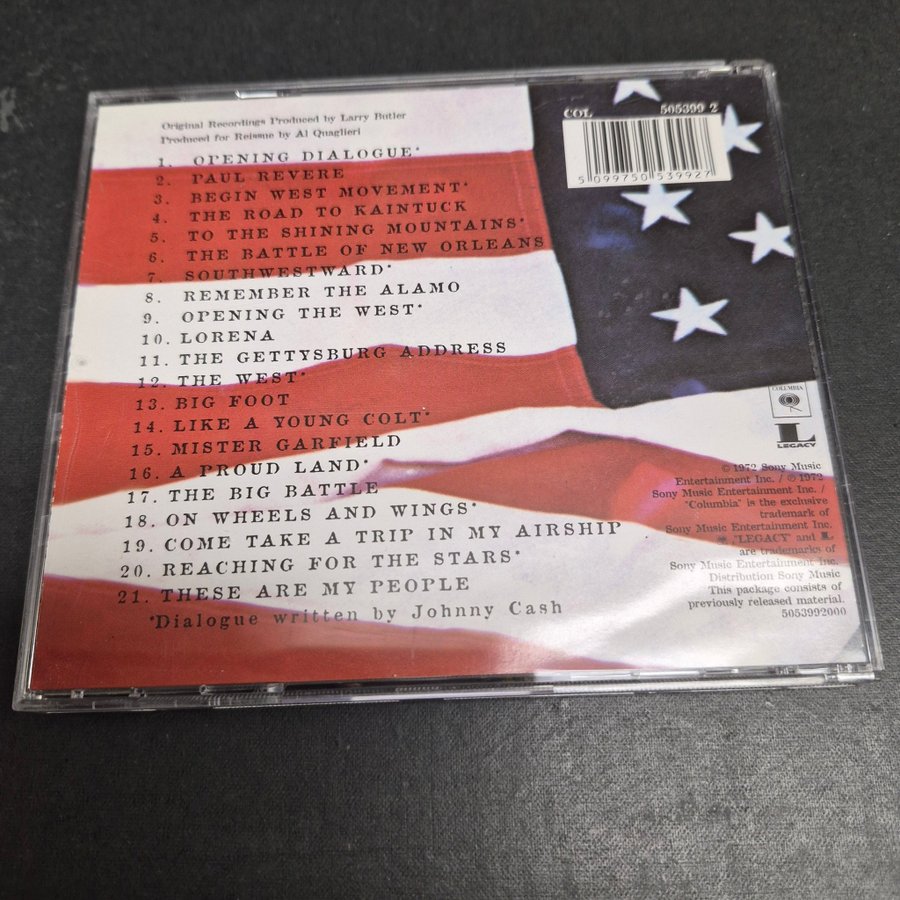 Original Recordings Produced by Larry Butler
Produced for Reissue by Al Quaglieri
1. OPENING DIALOGUE*
2. PAUL REVERE
3. BEGIN WEST MOVEMENT*
4. THE ROAD TO KAINTUCK
5. TO THE SHINING MOUNTAINS*
6. THE BATTLE OF NEW ORLEANS
7. SOUTHWESTWARD*
8. REMEMBER THE ALAMO
9. OPENING THE WEST*
10. LORENA
11. THE GETTYSBURG ADDRESS
12. THE WEST*
13. BIG FOOT
14. LIKE A YOUNG COLT*
15. MISTER GARFIELD
16. A PROUD LAND*
17. THE BIG BATTLE
18. ON WHEELS AND WINGS*
19. COME TAKE A TRIP IN MY AIRSHIP
20. REACHING FOR THE STARS*
21. THESE ARE MY PEOPLE
*Dialogue written by Johnny Cash
COL 505399 2
5 099750 539927
COLUMBIA
L
LEGACY
© 1972 Sony Music
Entertainment Inc. / ℗ 1972
Sony Music Entertainment Inc. /
"Columbia" is the exclusive
trademark of
Sony Music Entertainment Inc.
"LEGACY" and L
are trademarks of
Sony Music Entertainment Inc.
Distribution Sony Music
This package consists of
previously released material.
5053992000